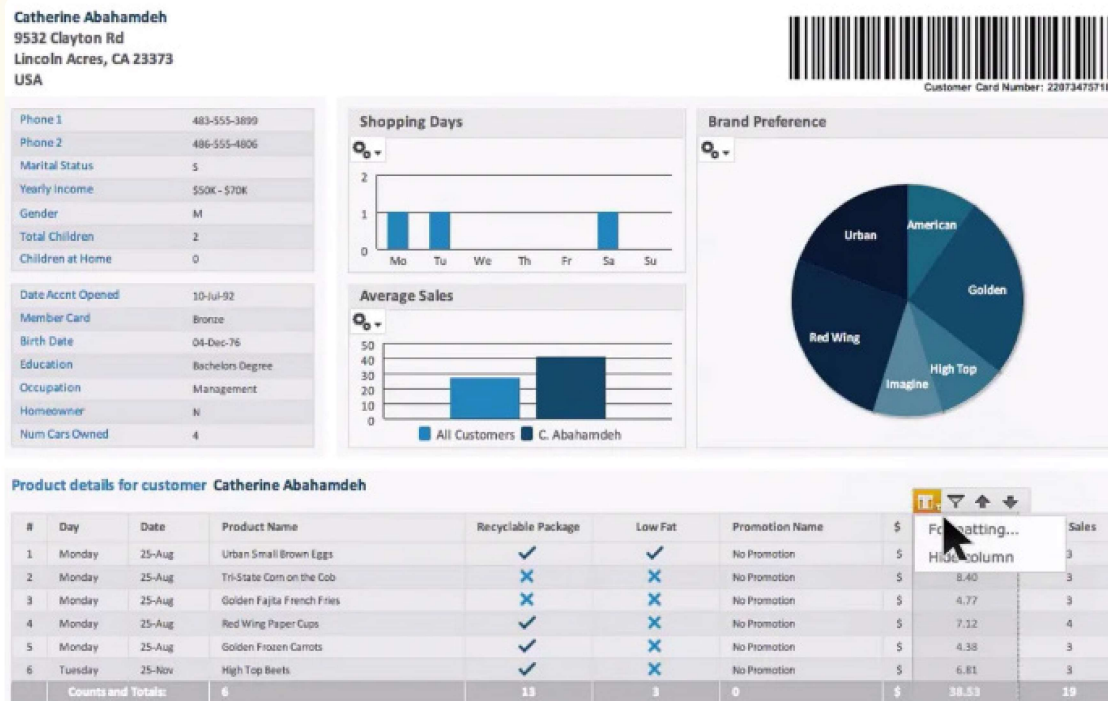 Catherine Abahamdeh
9532 Clayton Rd
Lincoln Acres, CA 23373
USA
Customer Card Number: 22073475718
Phone 1 483-555-3899
Phone 2 486-555-4806
Marital Status S
Yearly Income $50K - $70K
Gender M
Total Children 2
Children at Home 0
Date Accnt Opened 10-Jul-92
Member Card Bronze
Birth Date 04-Dec-76
Education Bachelors Degree
Occupation Management
Homeowner N
Num Cars Owned 4
Shopping Days
2
1
0
Mo Tu We Th Fr Sa Su
Average Sales
50
40
30
20
10
0
All Customers C. Abahamdeh
Brand Preference
American
Urban
Golden
Red Wing
High Top
Imagine
Product details for customer Catherine Abahamdeh
# Day Date Product Name Recyclable Package Low Fat Promotion Name $ Sales
Hide column
1 Monday 25-Aug Urban Small Brown Eggs No Promotion $ 3
2 Monday 25-Aug Tri-State Corn on the Cob No Promotion $ 8.40 3
3 Monday 25-Aug Golden Fajita French Fries No Promotion $ 4.77 3
4 Monday 25-Aug Red Wing Paper Cups No Promotion $ 7.12 4
5 Monday 25-Aug Golden Frozen Carrots No Promotion $ 4.38 3
6 Tuesday 25-Nov High Top Beets No Promotion $ 6.81 3
Counts and Totals: 6 13 3 0 $ 38.53 19